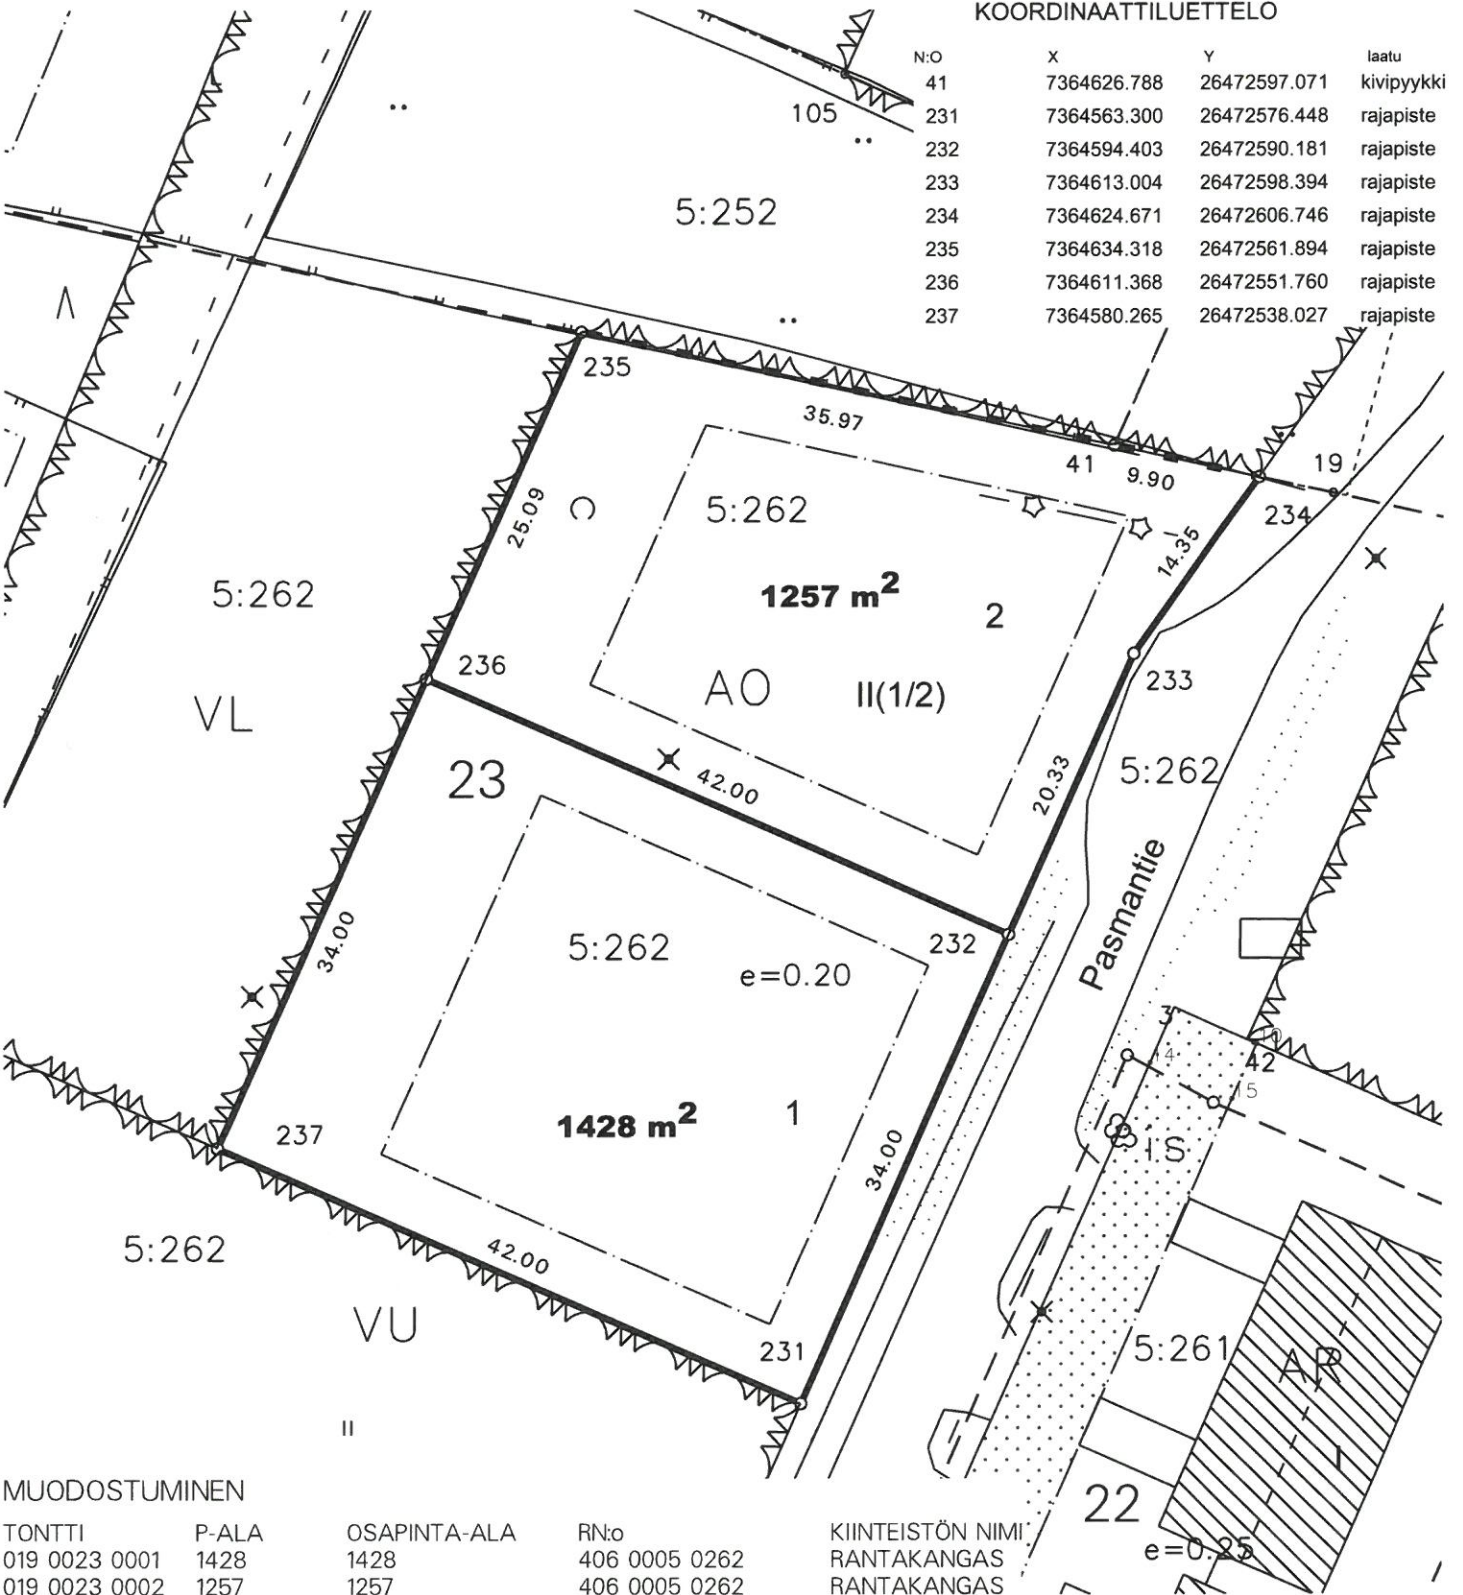 KOORDINAATTILUETTELO
N:O X Y laatu
41 7364626.788 26472597.071 kivipyykki
231 7364563.300 26472576.448 rajapiste
232 7364594.403 26472590.181 rajapiste
233 7364613.004 26472598.394 rajapiste
234 7364624.671 26472606.746 rajapiste
235 7364634.318 26472561.894 rajapiste
236 7364611.368 26472551.760 rajapiste
237 7364580.265 26472538.027 rajapiste
105
5:252
235
35.97
41
9.90
19
234
25.09
5:262
14.35
5:262
1257 m²
2
236
AO
II(1/2)
233
VL
23
42.00
20.33
5:262
Pasmantie
34.00
5:262
e=0.20
232
3
10
14
42
15
237
1428 m²
1
34.00
IS
5:262
42.00
VU
231
5:261
AR
I
II
22
e=0.25
MUODOSTUMINEN
TONTTI P-ALA OSAPINTA-ALA RN:o KIINTEISTÖN NIMI
019 0023 0001 1428 1428 406 0005 0262 RANTAKANGAS
019 0023 0002 1257 1257 406 0005 0262 RANTAKANGAS